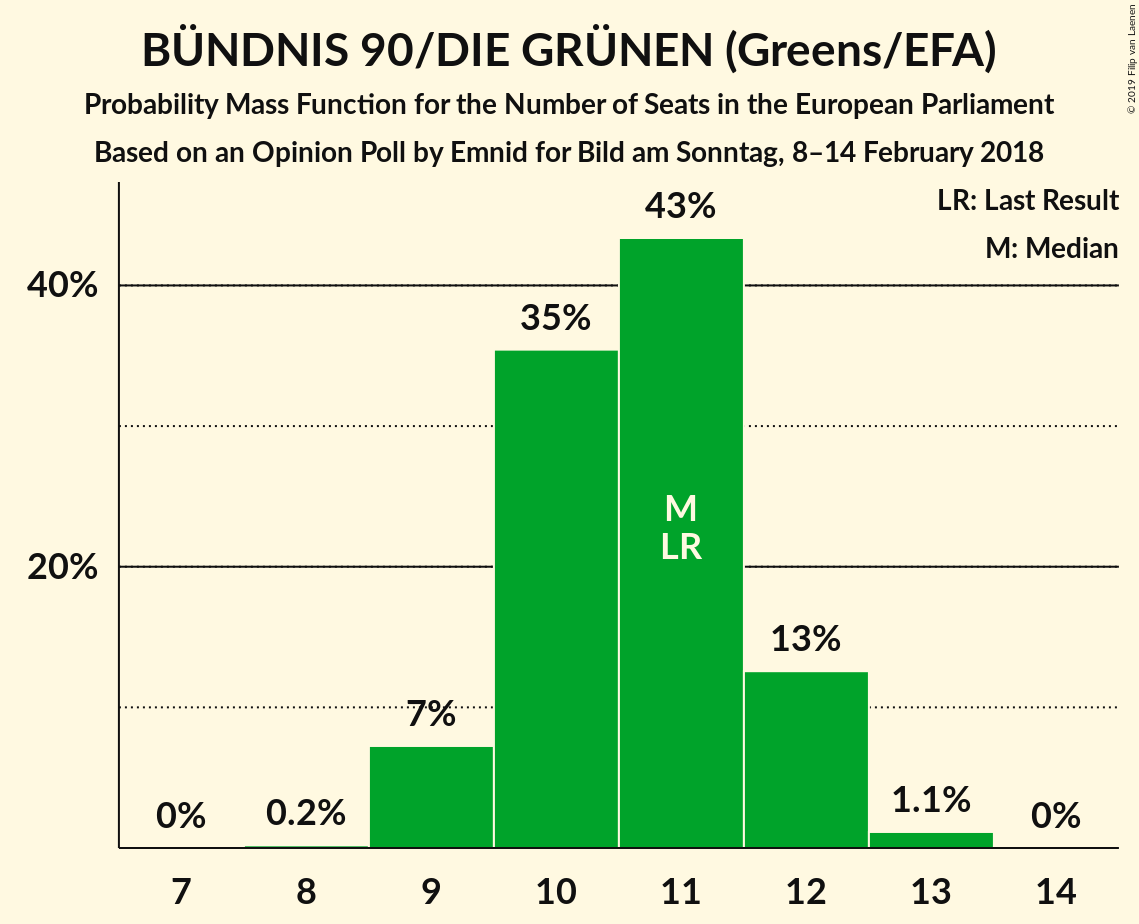 BÜNDNIS 90/DIE GRÜNEN (Greens/EFA)
Probability Mass Function for the Number of Seats in the European Parliament
Based on an Opinion Poll by Emnid for Bild am Sonntag, 8–14 February 2018
© 2019 Filip van Laenen
LR: Last Result
M: Median
43%
40%
35%
M
LR
20%
13%
7%
0%
0.2%
1.1%
0%
7 8 9 10 11 12 13 14